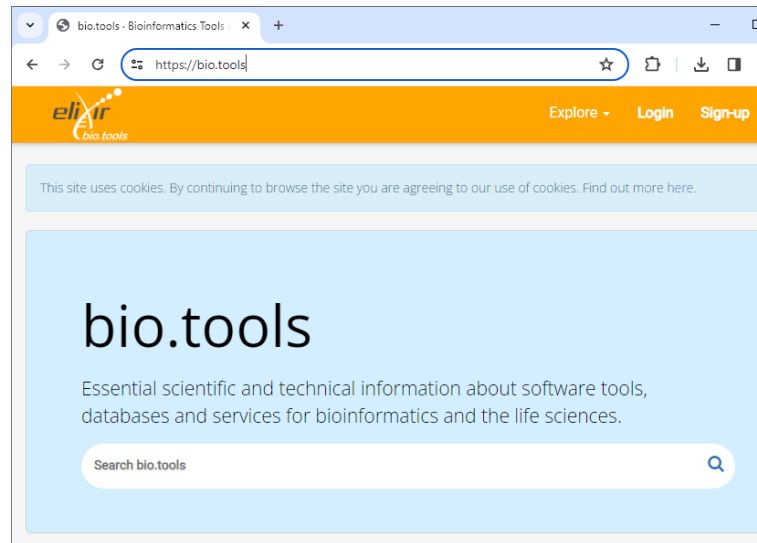 bio.tools · Bioinformatics Tools
https://bio.tools
elixir
bio.tools
Explore
Login
Sign-up
This site uses cookies. By continuing to browse the site you are agreeing to our use of cookies. Find out more here.
bio.tools
Essential scientific and technical information about software tools,
databases and services for bioinformatics and the life sciences.
Search bio.tools